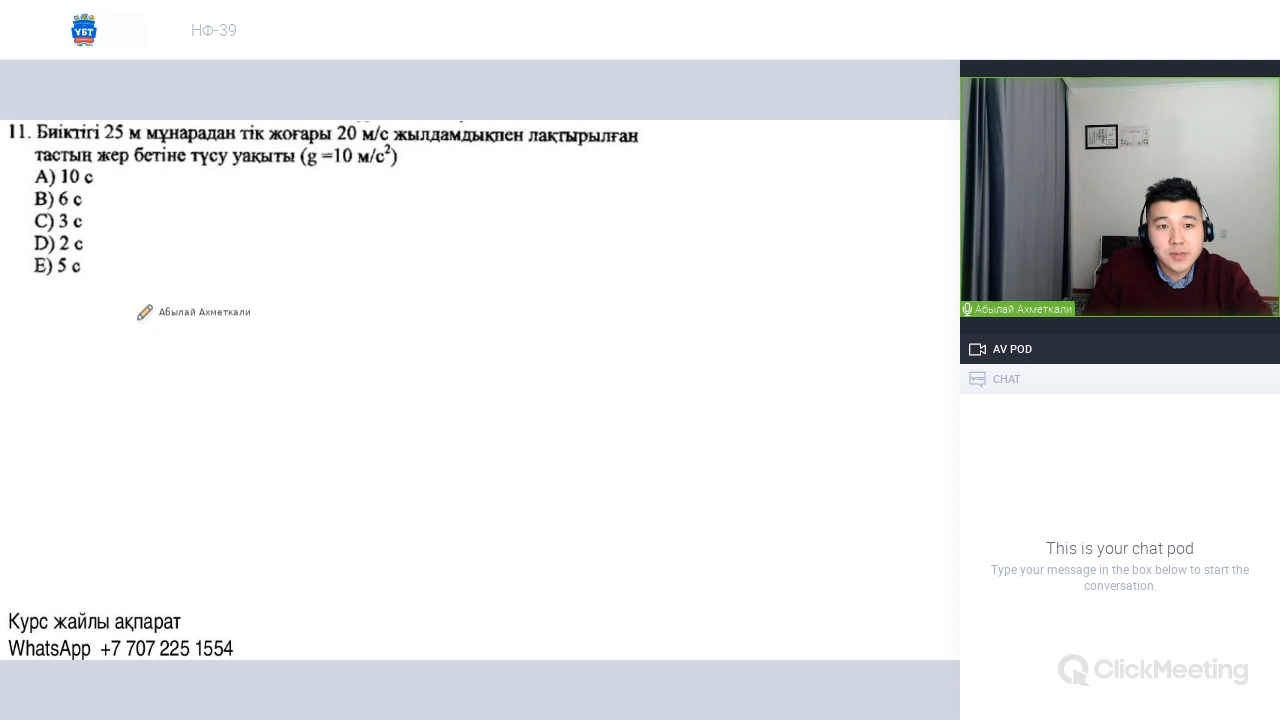 ҰБТ
НФ-39
11. Биіктігі 25 м мұнарадан тік жоғары 20 м/с жылдамдықпен лақтырылған
тастың жер бетіне түсу уақыты (g =10 м/с²)
A) 10 с
B) 6 с
C) 3 с
D) 2 с
E) 5 с
Абылай Ахметкали
Курс жайлы ақпарат
WhatsApp +7 707 225 1554
Абылай Ахметкали
AV POD
CHAT
This is your chat pod
Type your message in the box below to start the
conversation.
ClickMeeting